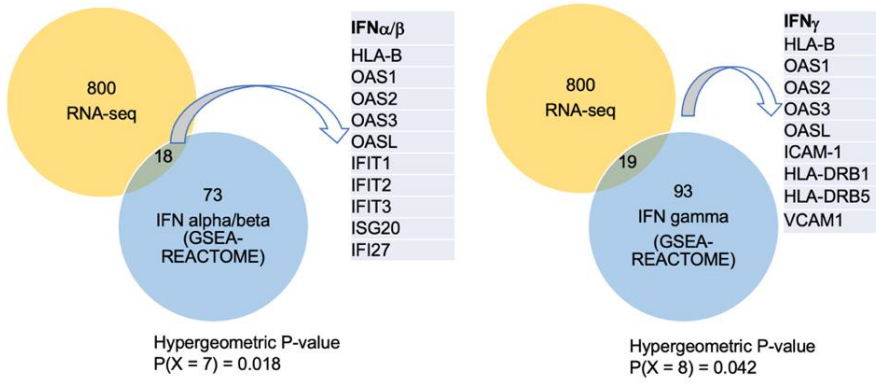 800
RNA-seq
18
73
IFN alpha/beta
(GSEA-
REACTOME)
Hypergeometric P-value
P(X = 7) = 0.018
IFNα/β
HLA-B
OAS1
OAS2
OAS3
OASL
IFIT1
IFIT2
IFIT3
ISG20
IFI27
800
RNA-seq
19
93
IFN gamma
(GSEA-
REACTOME)
Hypergeometric P-value
P(X = 8) = 0.042
IFNγ
HLA-B
OAS1
OAS2
OAS3
OASL
ICAM-1
HLA-DRB1
HLA-DRB5
VCAM1